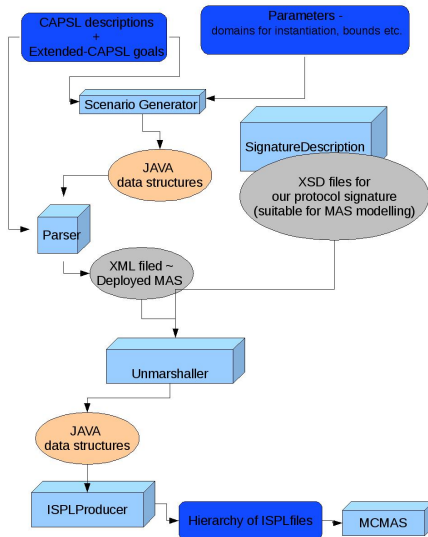 CAPSL descriptions
+
Extended-CAPSL goals
Parameters -
domains for instantiation, bounds etc.
Scenario Generator
SignatureDescription
JAVA
data structures
XSD files for
our protocol signature
(suitable for MAS modelling)
Parser
XML filed ~
Deployed MAS
Unmarshaller
JAVA
data structures
ISPLProducer
Hierarchy of ISPLfiles
MCMAS